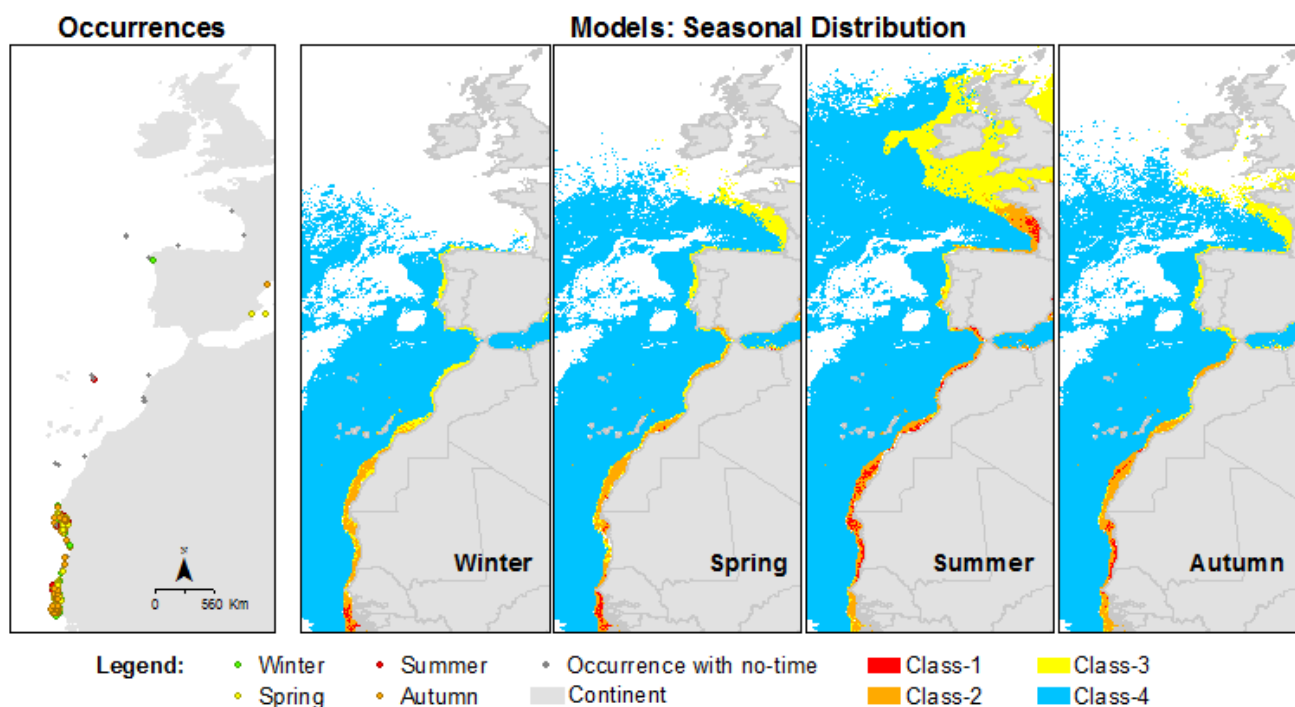 Occurrences
Models: Seasonal Distribution
0 560 Km
Winter
Spring
Summer
Autumn
Legend:
Winter Summer Occurrence with no-time Class-1 Class-3
Spring Autumn Continent Class-2 Class-4